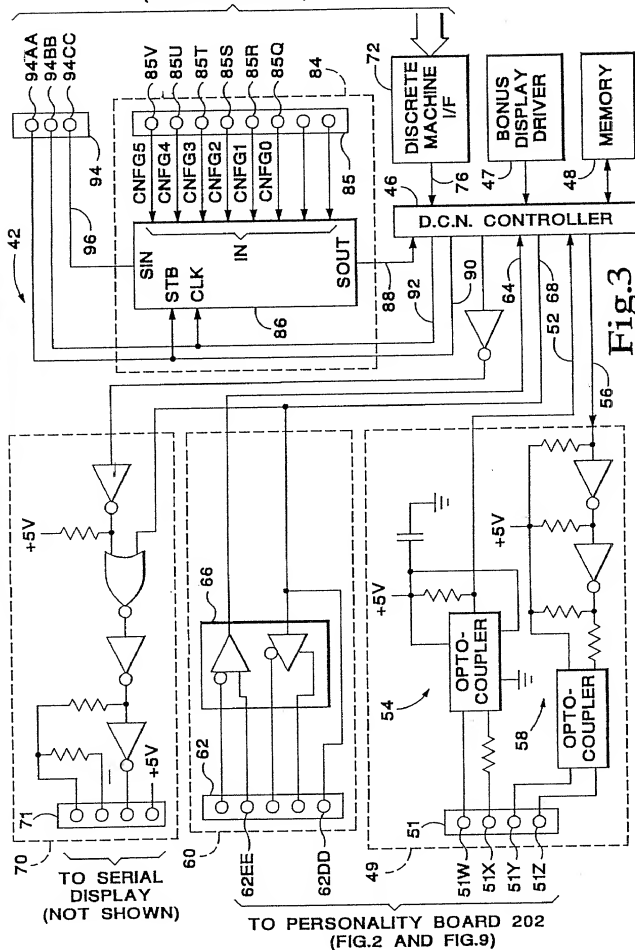 94AA
94BB
94CC
94
96
42
85V
85U
85T
85S
85R
85Q
84
85
CNFG5
CNFG4
CNFG3
CNFG2
CNFG1
CNFG0
IN
SIN
STB
CLK
SOUT
86
88
72
DISCRETE
MACHINE
I/F
76
BONUS
DISPLAY
DRIVER
47
MEMORY
48
46
D.C.N. CONTROLLER
92
90
64
68
52
56
Fig.3
+5V
+5V
71
70
TO SERIAL
DISPLAY
(NOT SHOWN)
66
62
60
62EE
62DD
+5V
+5V
OPTO-
COUPLER
54
OPTO-
COUPLER
58
51
49
51W
51X
51Y
51Z
TO PERSONALITY BOARD 202
(FIG.2 AND FIG.9)